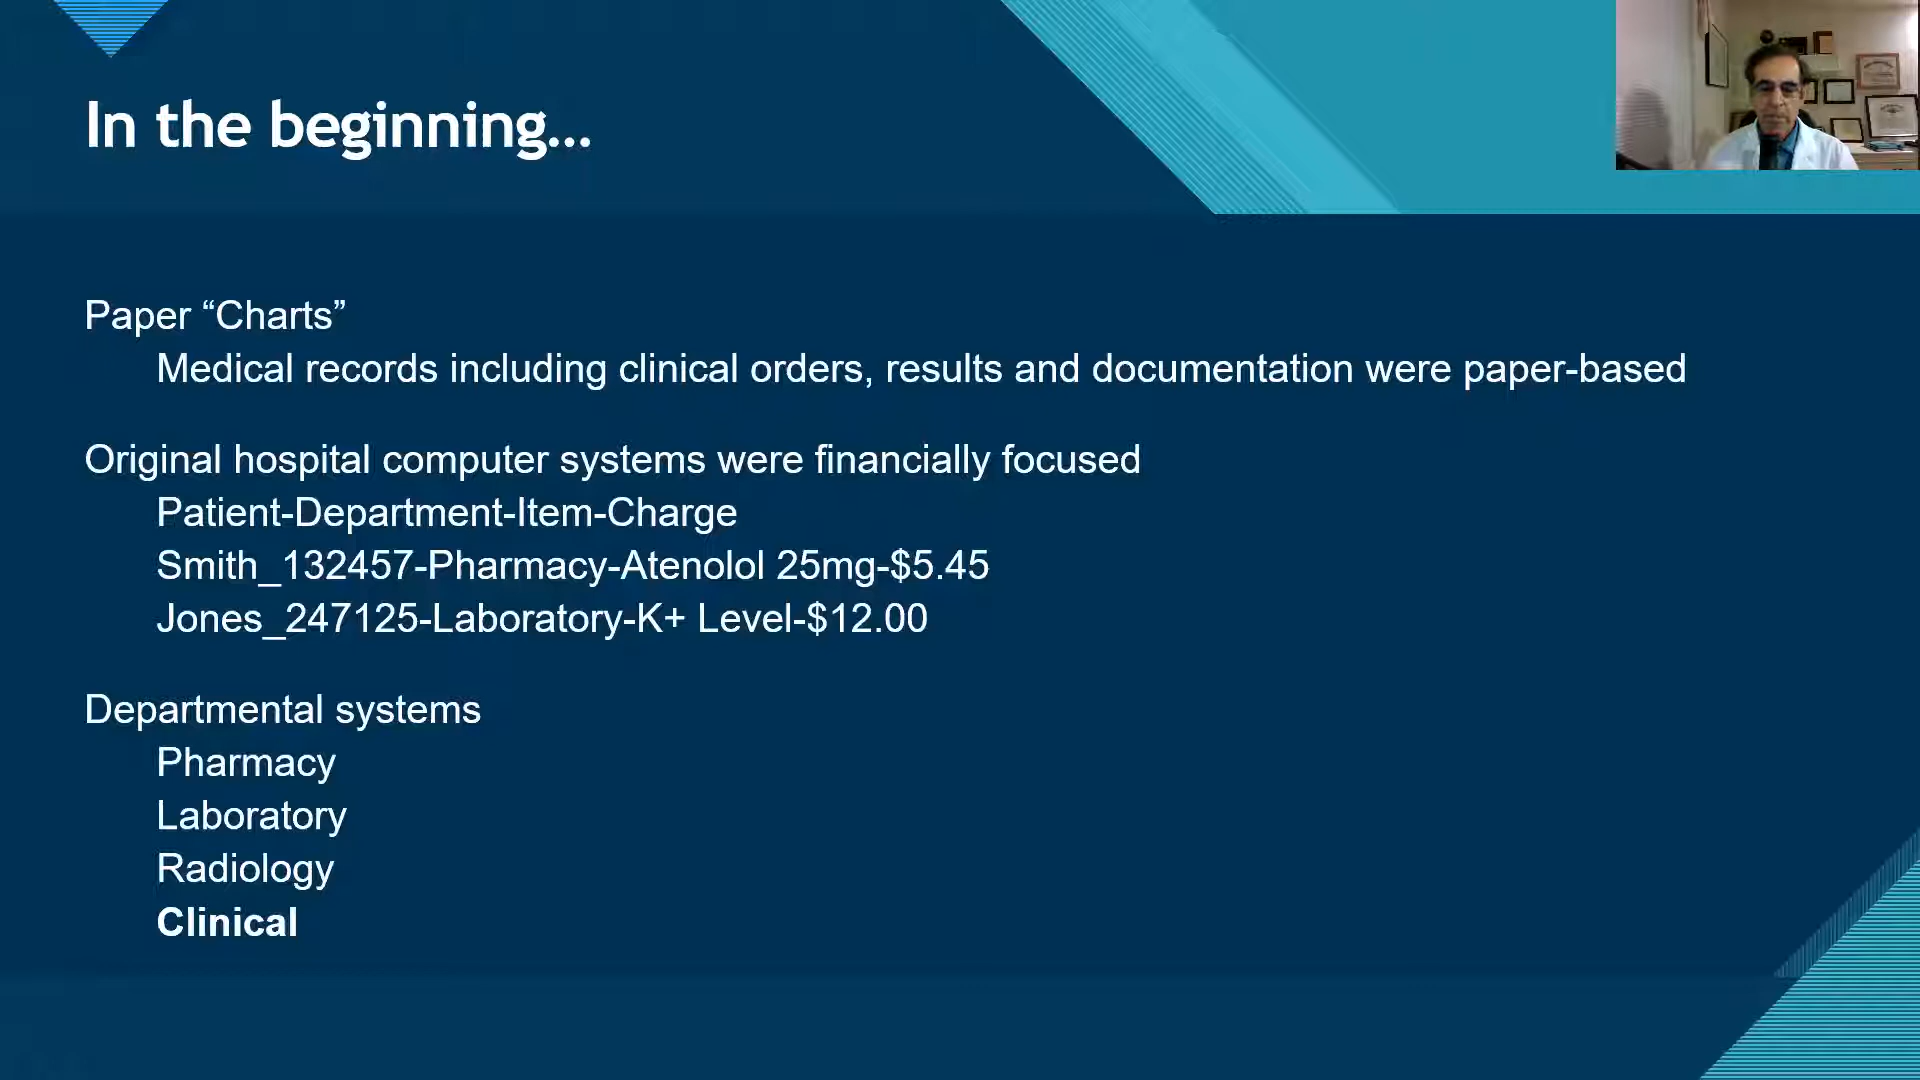 In the beginning...
Paper “Charts”
Medical records including clinical orders, results and documentation were paper-based
Original hospital computer systems were financially focused
Patient-Department-Item-Charge
Smith_132457-Pharmacy-Atenolol 25mg-$5.45
Jones_247125-Laboratory-K+ Level-$12.00
Departmental systems
Pharmacy
Laboratory
Radiology
Clinical